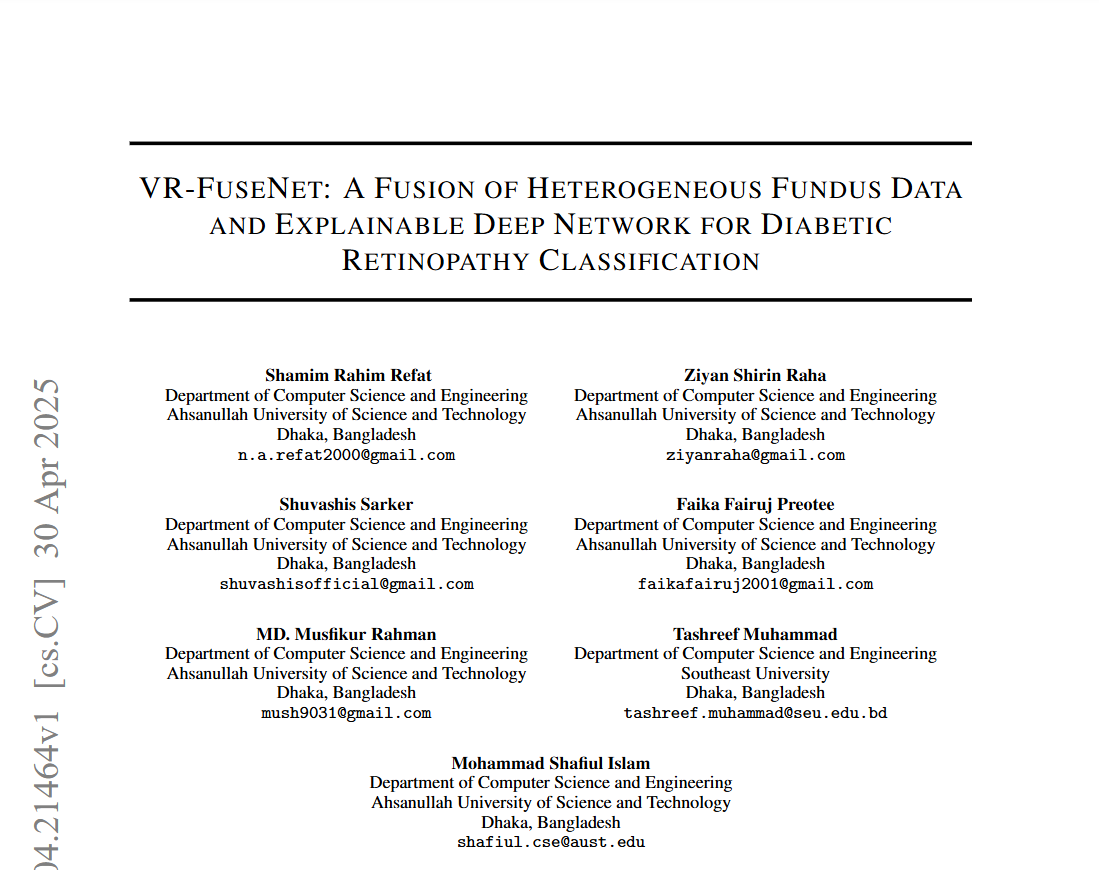 VR-FUSENET: A FUSION OF HETEROGENEOUS FUNDUS DATA
AND EXPLAINABLE DEEP NETWORK FOR DIABETIC
RETINOPATHY CLASSIFICATION
Shamim Rahim Refat
Department of Computer Science and Engineering
Ahsanullah University of Science and Technology
Dhaka, Bangladesh
n.a.refat2000@gmail.com
Ziyan Shirin Raha
Department of Computer Science and Engineering
Ahsanullah University of Science and Technology
Dhaka, Bangladesh
ziyanraha@gmail.com
Shuvashis Sarker
Department of Computer Science and Engineering
Ahsanullah University of Science and Technology
Dhaka, Bangladesh
shuvashisofficial@gmail.com
Faika Fairuj Preotee
Department of Computer Science and Engineering
Ahsanullah University of Science and Technology
Dhaka, Bangladesh
faikafairuj2001@gmail.com
MD. Musfikur Rahman
Department of Computer Science and Engineering
Ahsanullah University of Science and Technology
Dhaka, Bangladesh
mush9031@gmail.com
Tashreef Muhammad
Department of Computer Science and Engineering
Southeast University
Dhaka, Bangladesh
tashreef.muhammad@seu.edu.bd
Mohammad Shafiul Islam
Department of Computer Science and Engineering
Ahsanullah University of Science and Technology
Dhaka, Bangladesh
shafiul.cse@aust.edu
04.21464v1 [cs.CV] 30 Apr 2025